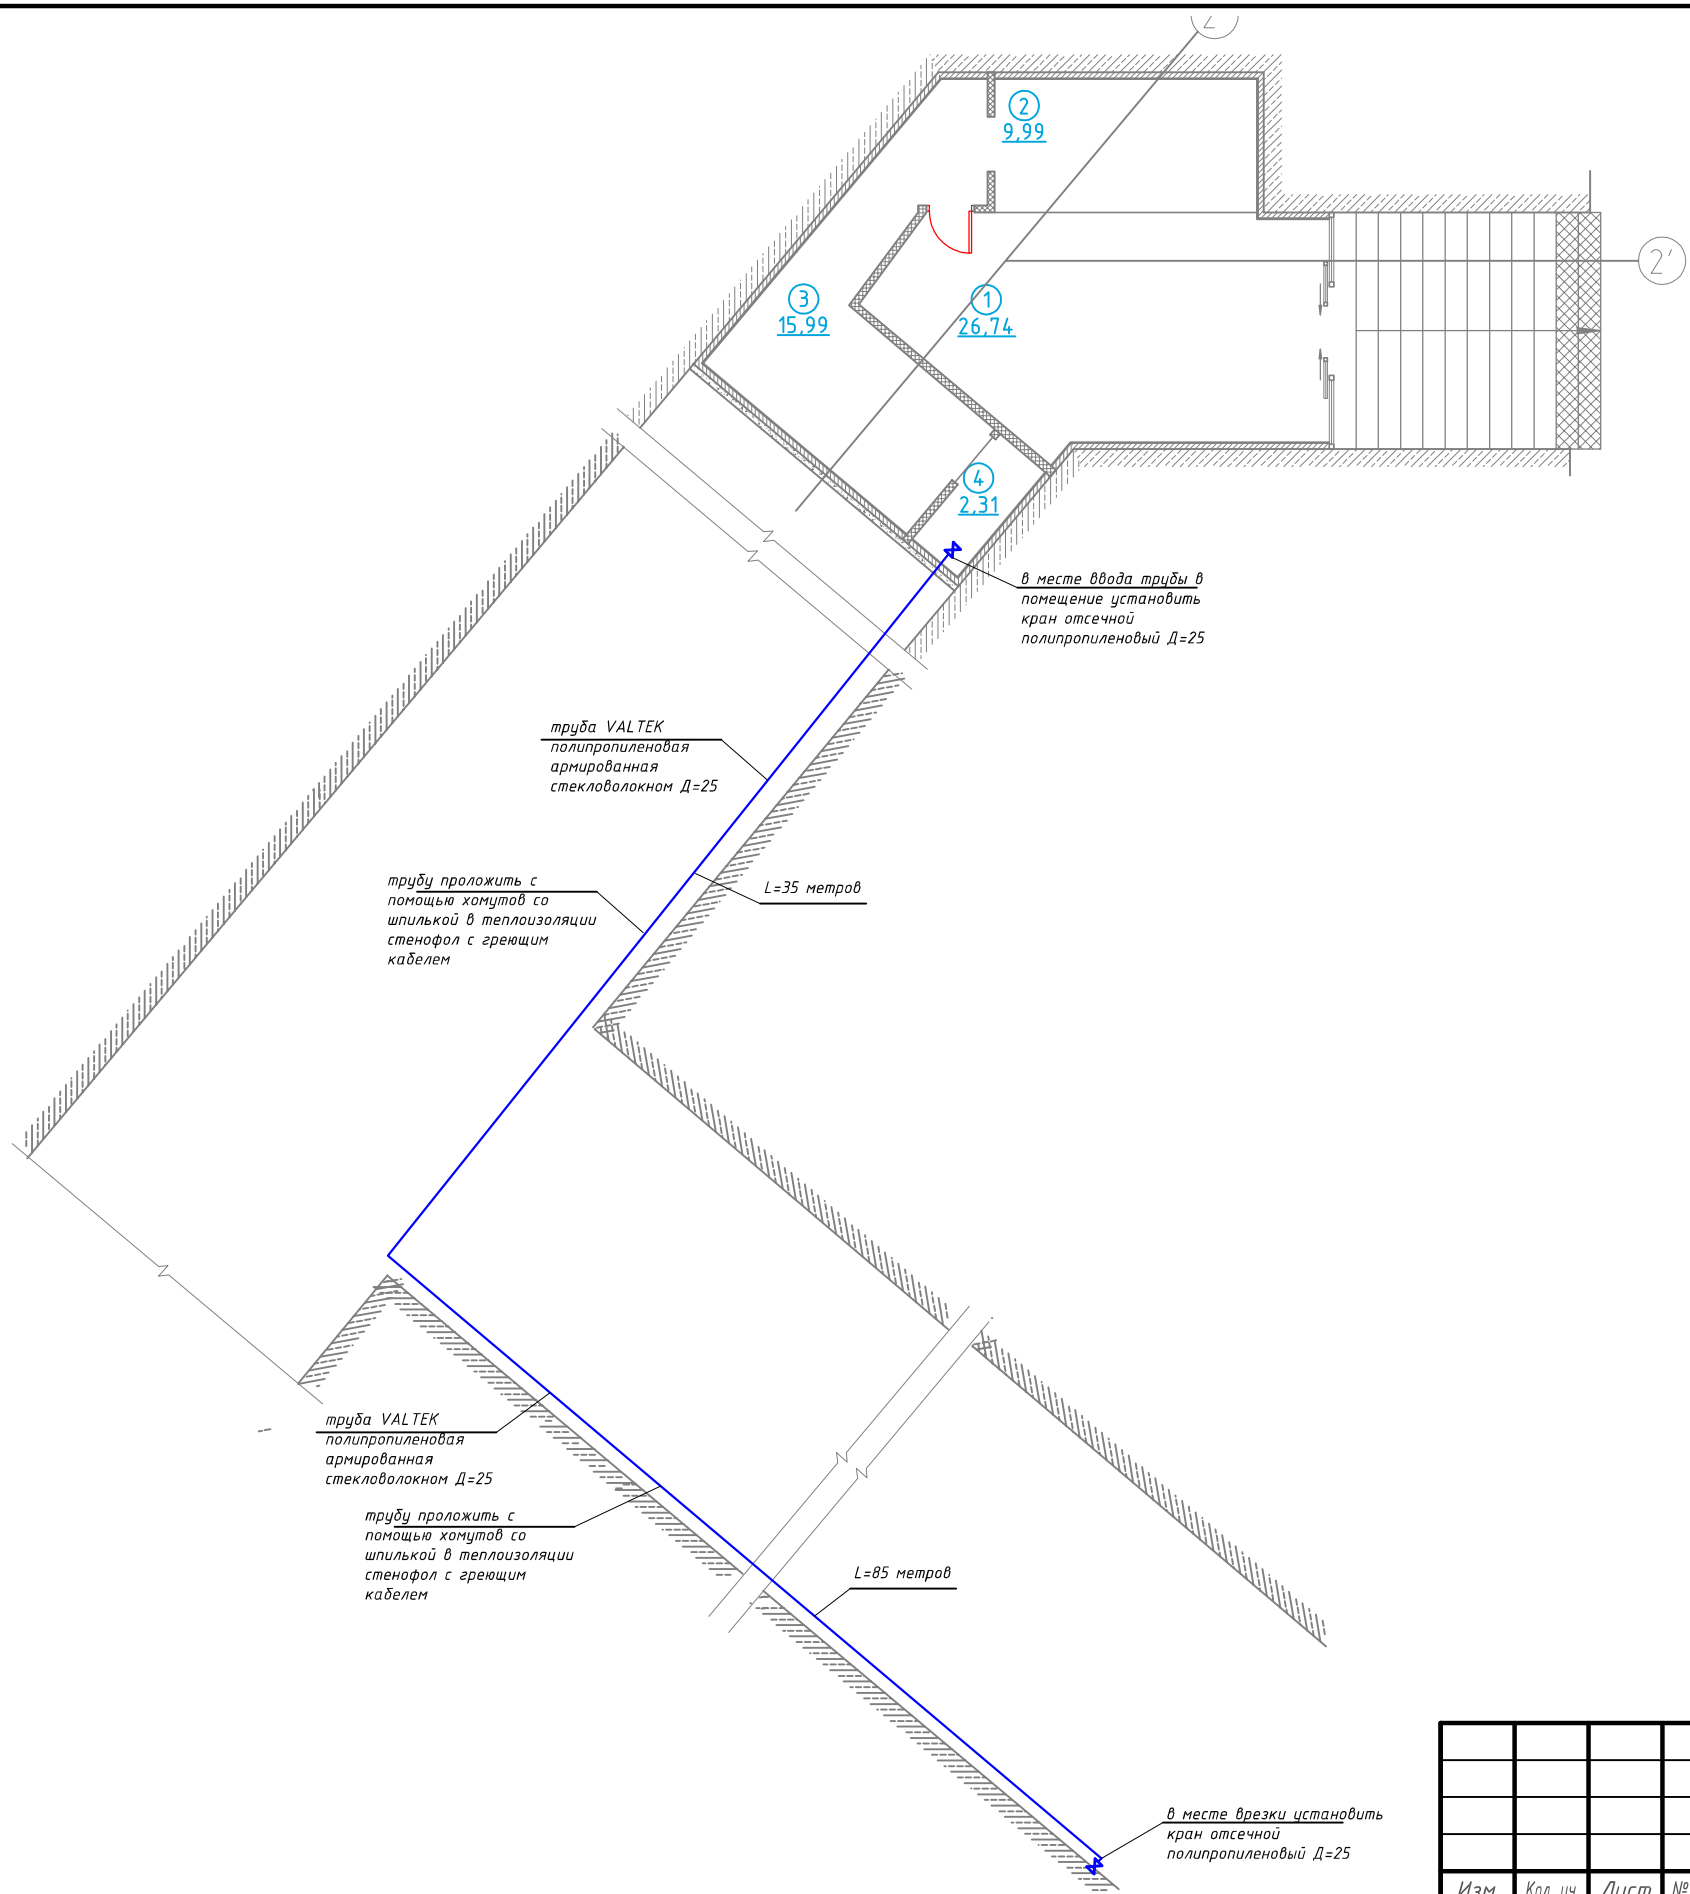 2
9,99
2'
3
15,99
1
26,74
4
2,31
в месте ввода трубы в
помещение установить
кран отсечной
полипропиленовый Д=25
труба VALTEK
полипропиленовая
армированная
стекловолокном Д=25
трубу проложить с
помощью хомутов со
шпилькой в теплоизоляции
стенофол с греющим
кабелем
L=35 метров
труба VALTEK
полипропиленовая
армированная
стекловолокном Д=25
трубу проложить с
помощью хомутов со
шпилькой в теплоизоляции
стенофол с греющим
кабелем
L=85 метров
в месте врезки установить
кран отсечной
полипропиленовый Д=25
Изм. Кол.уч Лист №